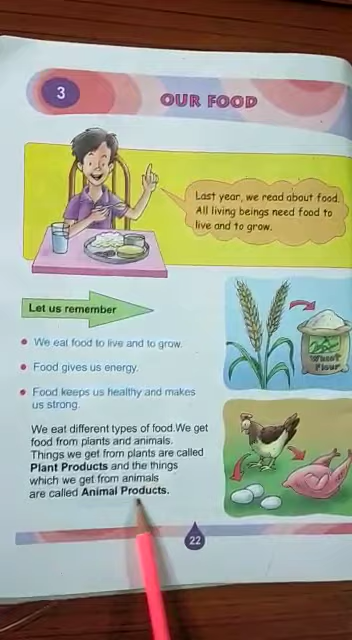 3
OUR FOOD
Last year, we read about food.
All living beings need food to
live and to grow.
Let us remember
• We eat food to live and to grow.
• Food gives us energy.
• Food keeps us healthy and makes
us strong.
Wheat
Flour
We eat different types of food.We get
food from plants and animals.
Things we get from plants are called
Plant Products and the things
which we get from animals
are called Animal Products.
22